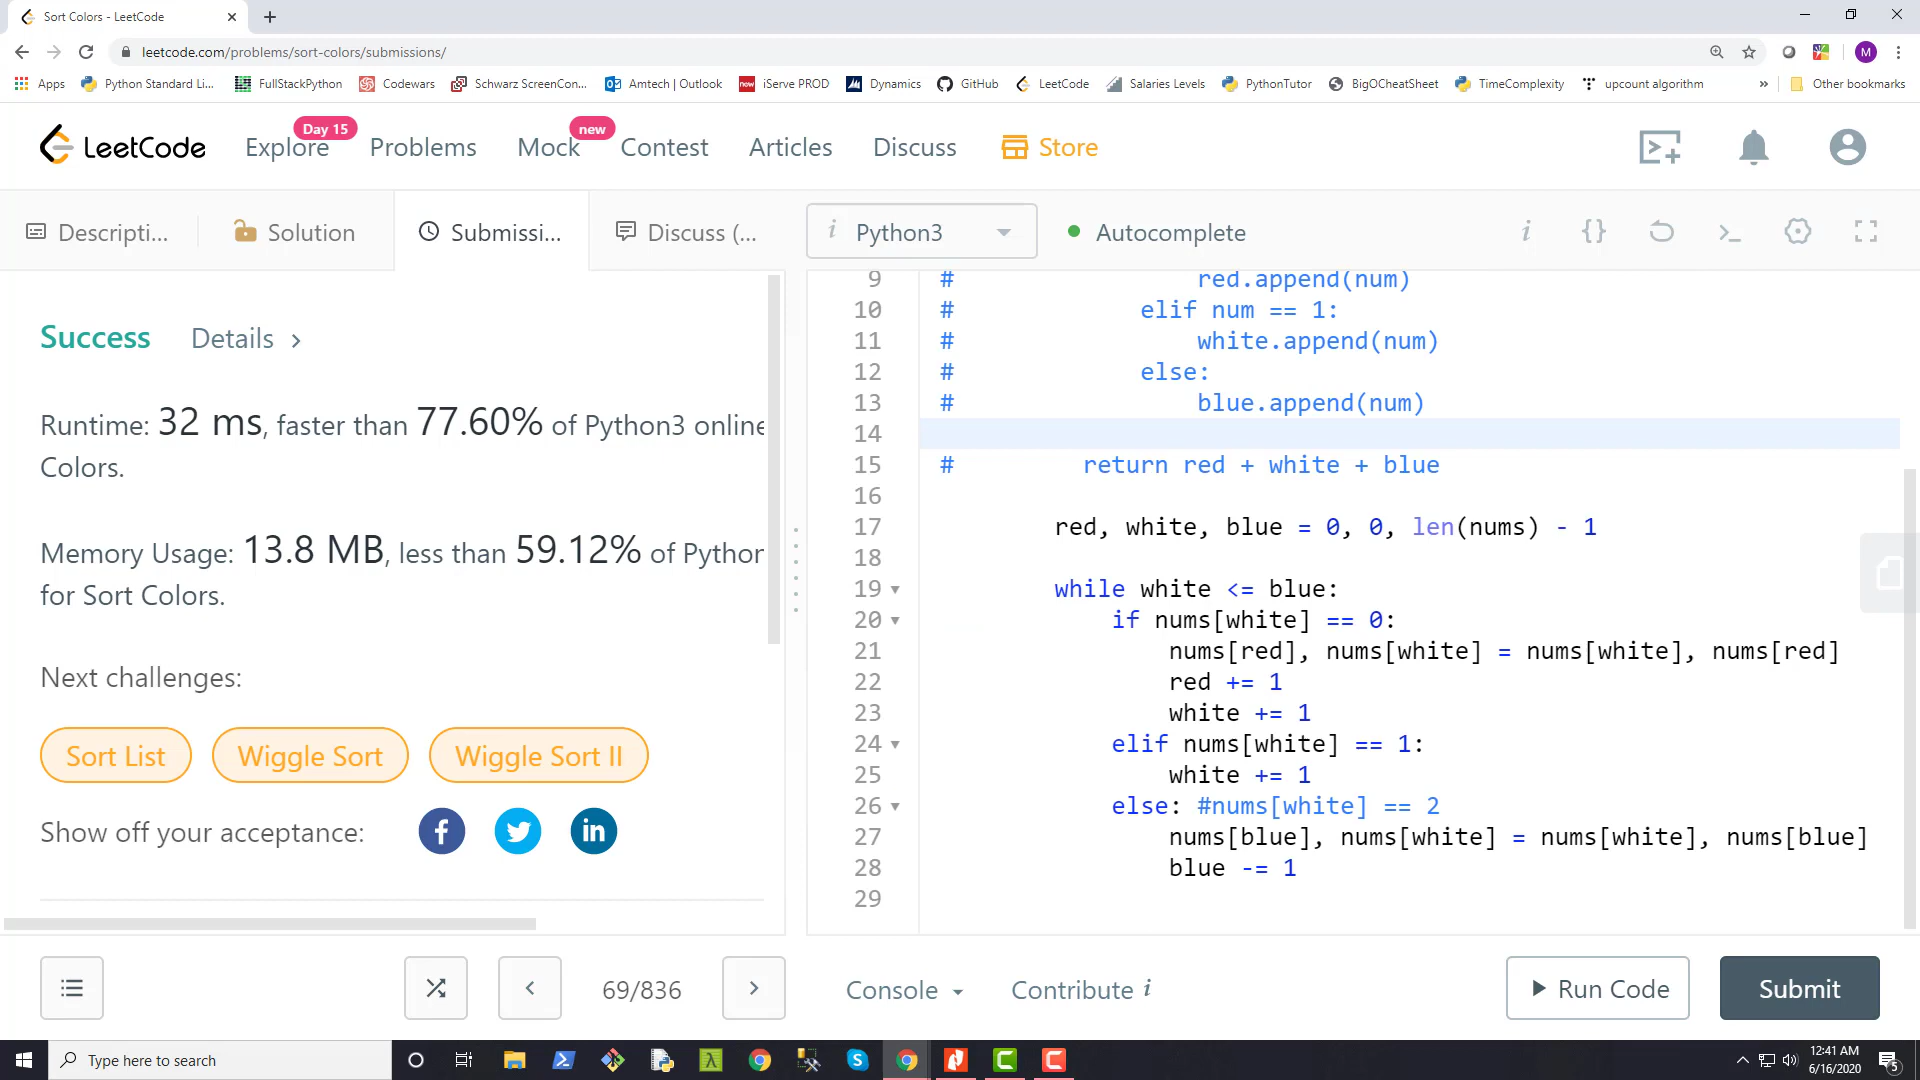 Sort Colors - LeetCode
leetcode.com/problems/sort-colors/submissions/
M
Apps Python Standard Li... FullStackPython Codewars Schwarz ScreenCon... Amtech | Outlook iServe PROD Dynamics GitHub LeetCode Salaries Levels PythonTutor BigOCheatSheet TimeComplexity upcount algorithm » Other bookmarks
LeetCode Explore Day 15 Problems Mock new Contest Articles Discuss Store
Descripti... Solution Submissi... Discuss (... i Python3 Autocomplete i {}
Success Details >
Runtime: 32 ms, faster than 77.60% of Python3 online
Colors.
Memory Usage: 13.8 MB, less than 59.12% of Python
for Sort Colors.
Next challenges:
Sort List Wiggle Sort Wiggle Sort II
Show off your acceptance:
9 # red.append(num)
10 # elif num == 1:
11 # white.append(num)
12 # else:
13 # blue.append(num)
14
15 # return red + white + blue
16
17 red, white, blue = 0, 0, len(nums) - 1
18
19 while white <= blue:
20 if nums[white] == 0:
21 nums[red], nums[white] = nums[white], nums[red]
22 red += 1
23 white += 1
24 elif nums[white] == 1:
25 white += 1
26 else: #nums[white] == 2
27 nums[blue], nums[white] = nums[white], nums[blue]
28 blue -= 1
29
69/836 Console Contribute i Run Code Submit
Type here to search
12:41 AM
6/16/2020
5